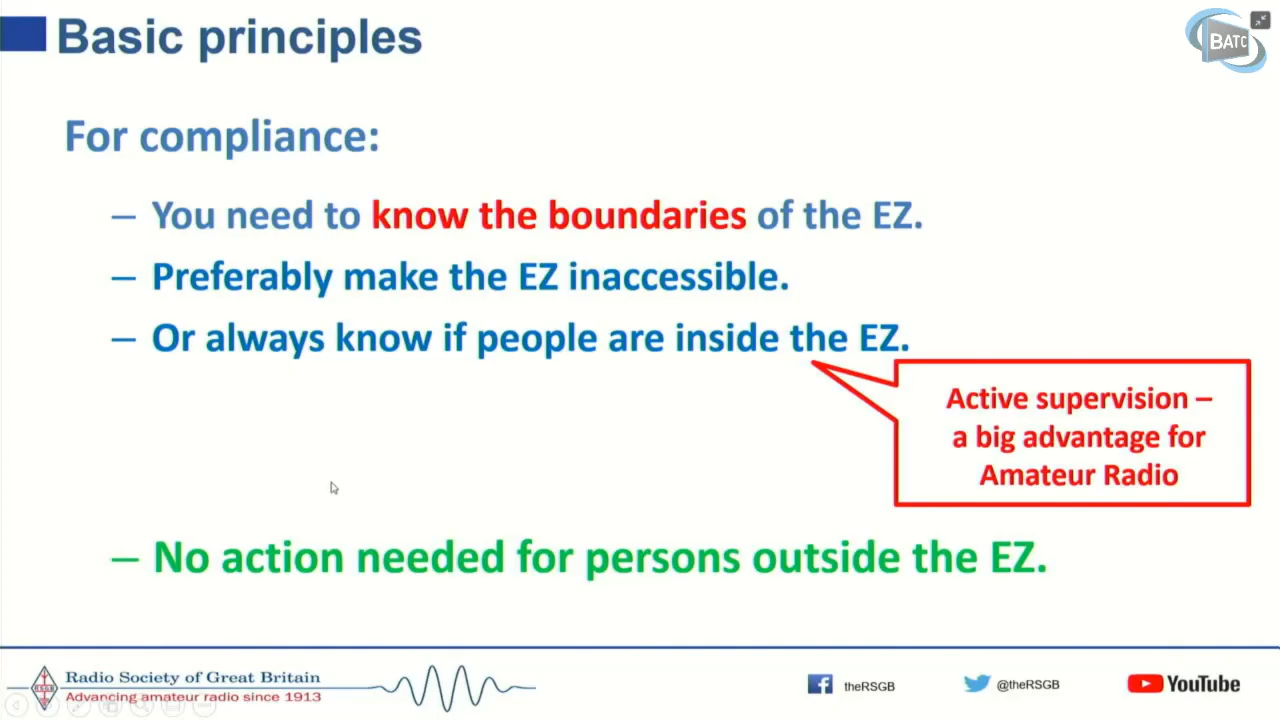 Basic principles
BATC
For compliance:
– You need to know the boundaries of the EZ.
– Preferably make the EZ inaccessible.
– Or always know if people are inside the EZ.
Active supervision –
a big advantage for
Amateur Radio
– No action needed for persons outside the EZ.
RSGB
Radio Society of Great Britain
Advancing amateur radio since 1913
theRSGB
@theRSGB
YouTube